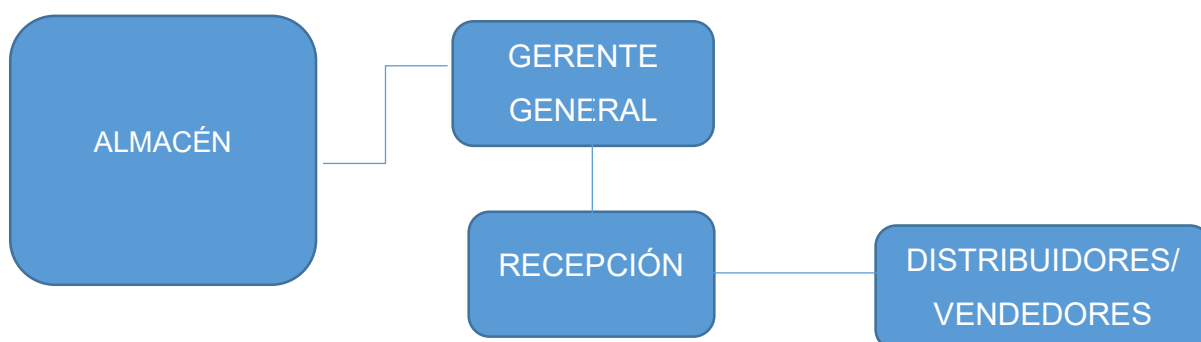 ALMACÉN
GERENTE
GENERAL
RECEPCIÓN
DISTRIBUIDORES/
VENDEDORES